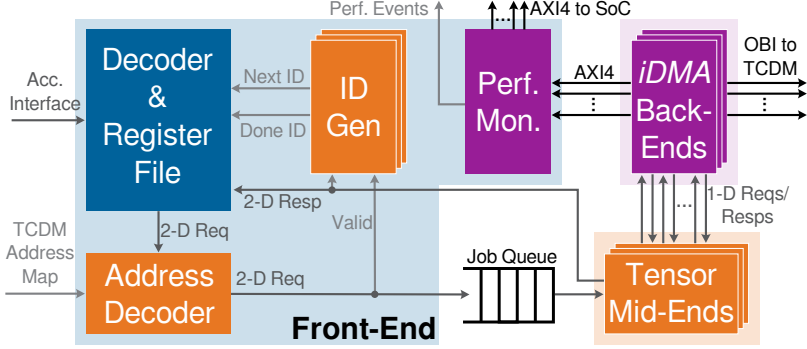 Perf. Events
AXI4 to SoC
...
Acc.
Interface
Decoder
&
Register
File
Next ID
Done ID
ID
Gen
Perf.
Mon.
AXI4
...
iDMA
Back-
Ends
OBI to
TCDM
...
2-D Resp
Valid
...
1-D Reqs/
Resps
TCDM
Address
Map
2-D Req
Address
Decoder
2-D Req
Job Queue
Tensor
Mid-Ends
Front-End